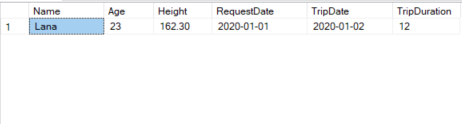 Name Age Height RequestDate TripDate TripDuration
1 Lana 23 162.30 2020-01-01 2020-01-02 12